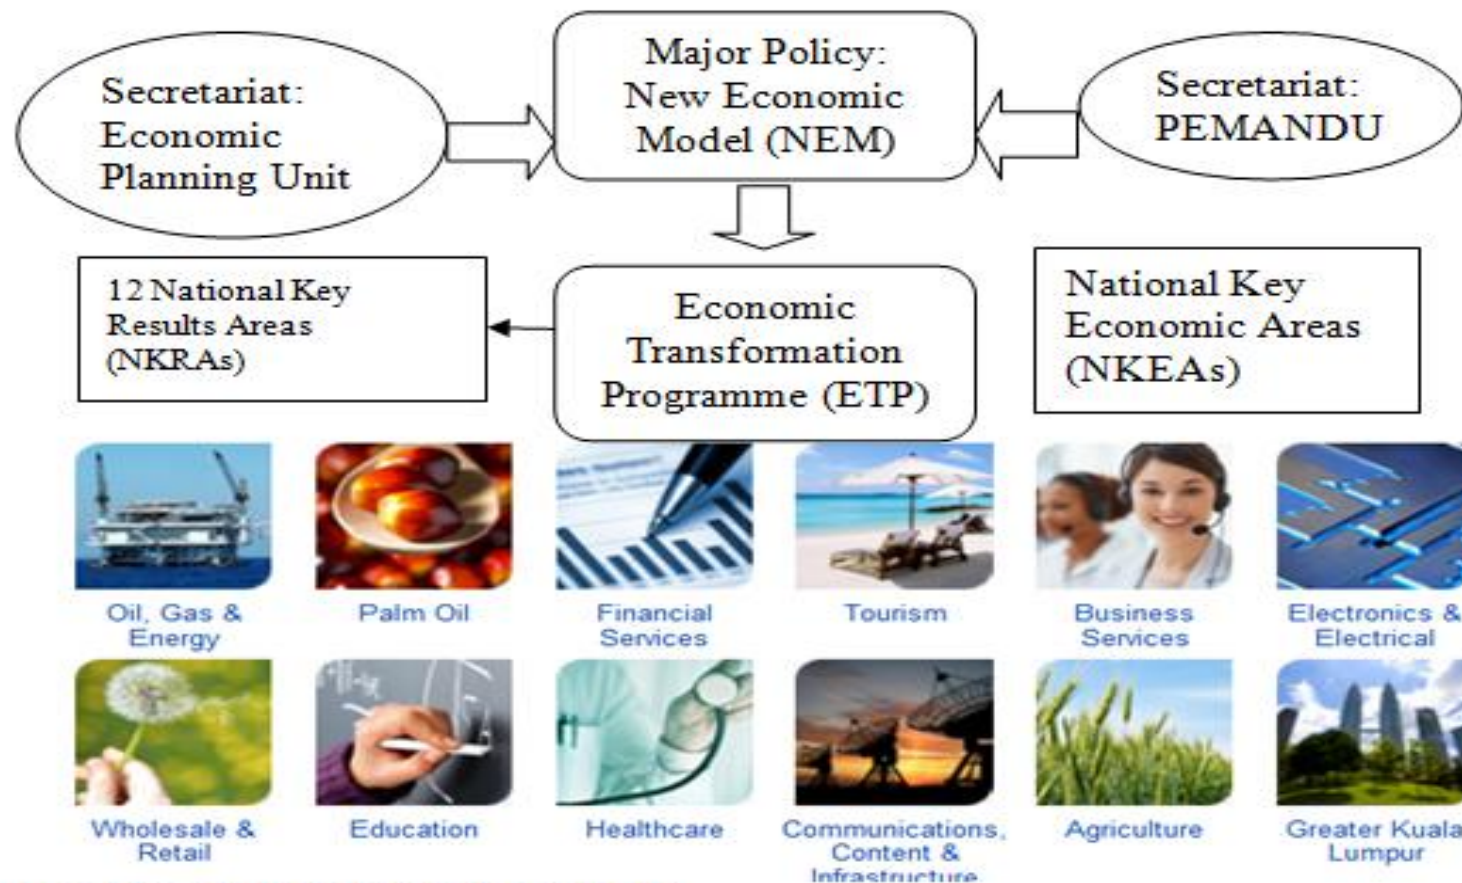 Secretariat:
Economic
Planning Unit
Major Policy:
New Economic
Model (NEM)
Secretariat:
PEMANDU
12 National Key
Results Areas
(NKRAs)
Economic
Transformation
Programme (ETP)
National Key
Economic Areas
(NKEAs)
Oil, Gas &
Energy
Palm Oil
Financial
Services
Tourism
Business
Services
Electronics &
Electrical
Wholesale &
Retail
Education
Healthcare
Communications,
Content &
Infrastructure
Agriculture
Greater Kuala
Lumpur